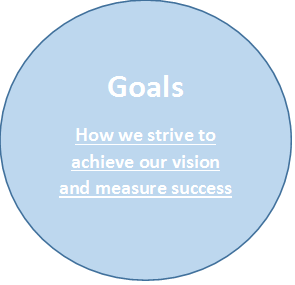 Goals
How we strive to
achieve our vision
and measure success